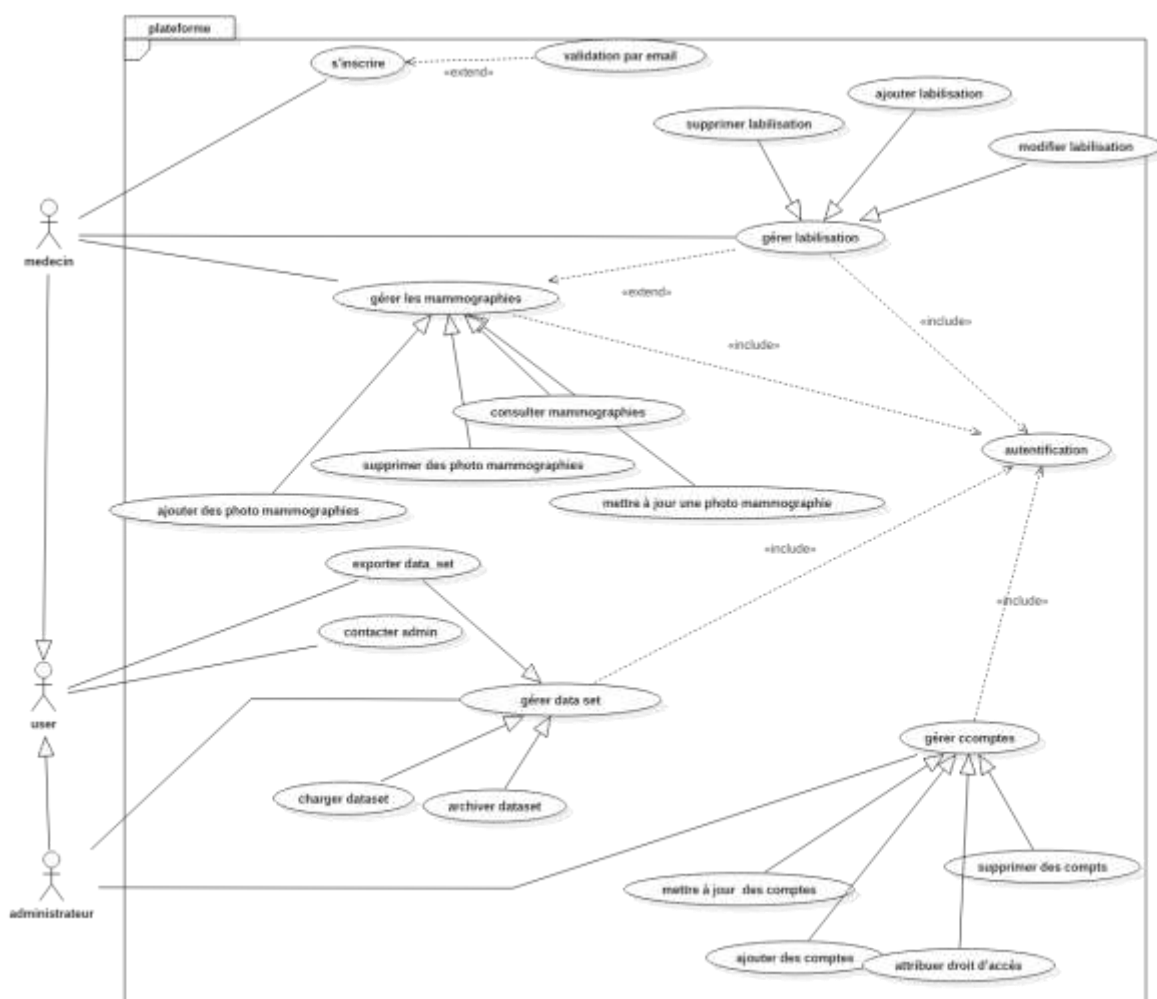 plateforme
s'inscrire
«extend»
validation par email
ajouter labilisation
supprimer labilisation
modifier labilisation
medecin
gérer labilisation
gérer les mammographies
«extend»
«include»
«include»
consulter mammographies
autentification
supprimer des photo mammographies
ajouter des photo mammographies
mettre à jour une photo mammographie
«include»
exporter data_set
«include»
contacter admin
user
gérer data set
gérer ccomptes
charger dataset
archiver dataset
supprimer des compts
mettre à jour des comptes
administrateur
ajouter des comptes
attribuer droit d'accès